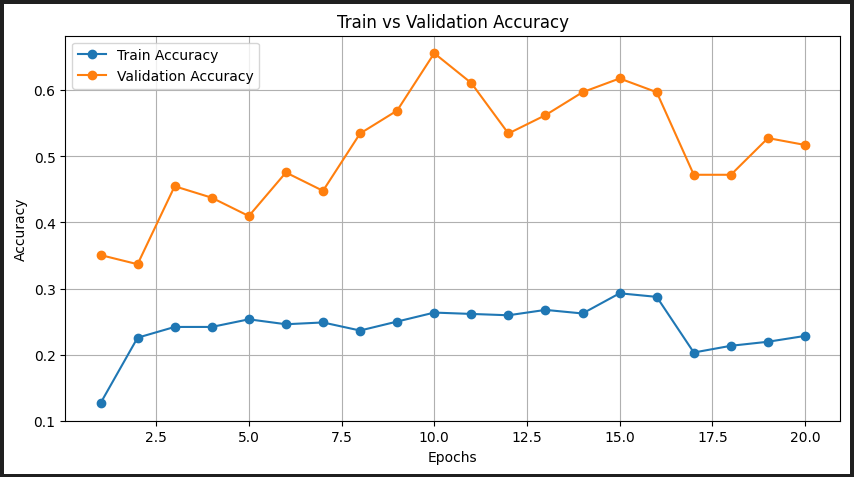 Train vs Validation Accuracy
Train Accuracy
Validation Accuracy
0.6
0.5
0.4
0.3
0.2
0.1
Accuracy
2.5 5.0 7.5 10.0 12.5 15.0 17.5 20.0
Epochs